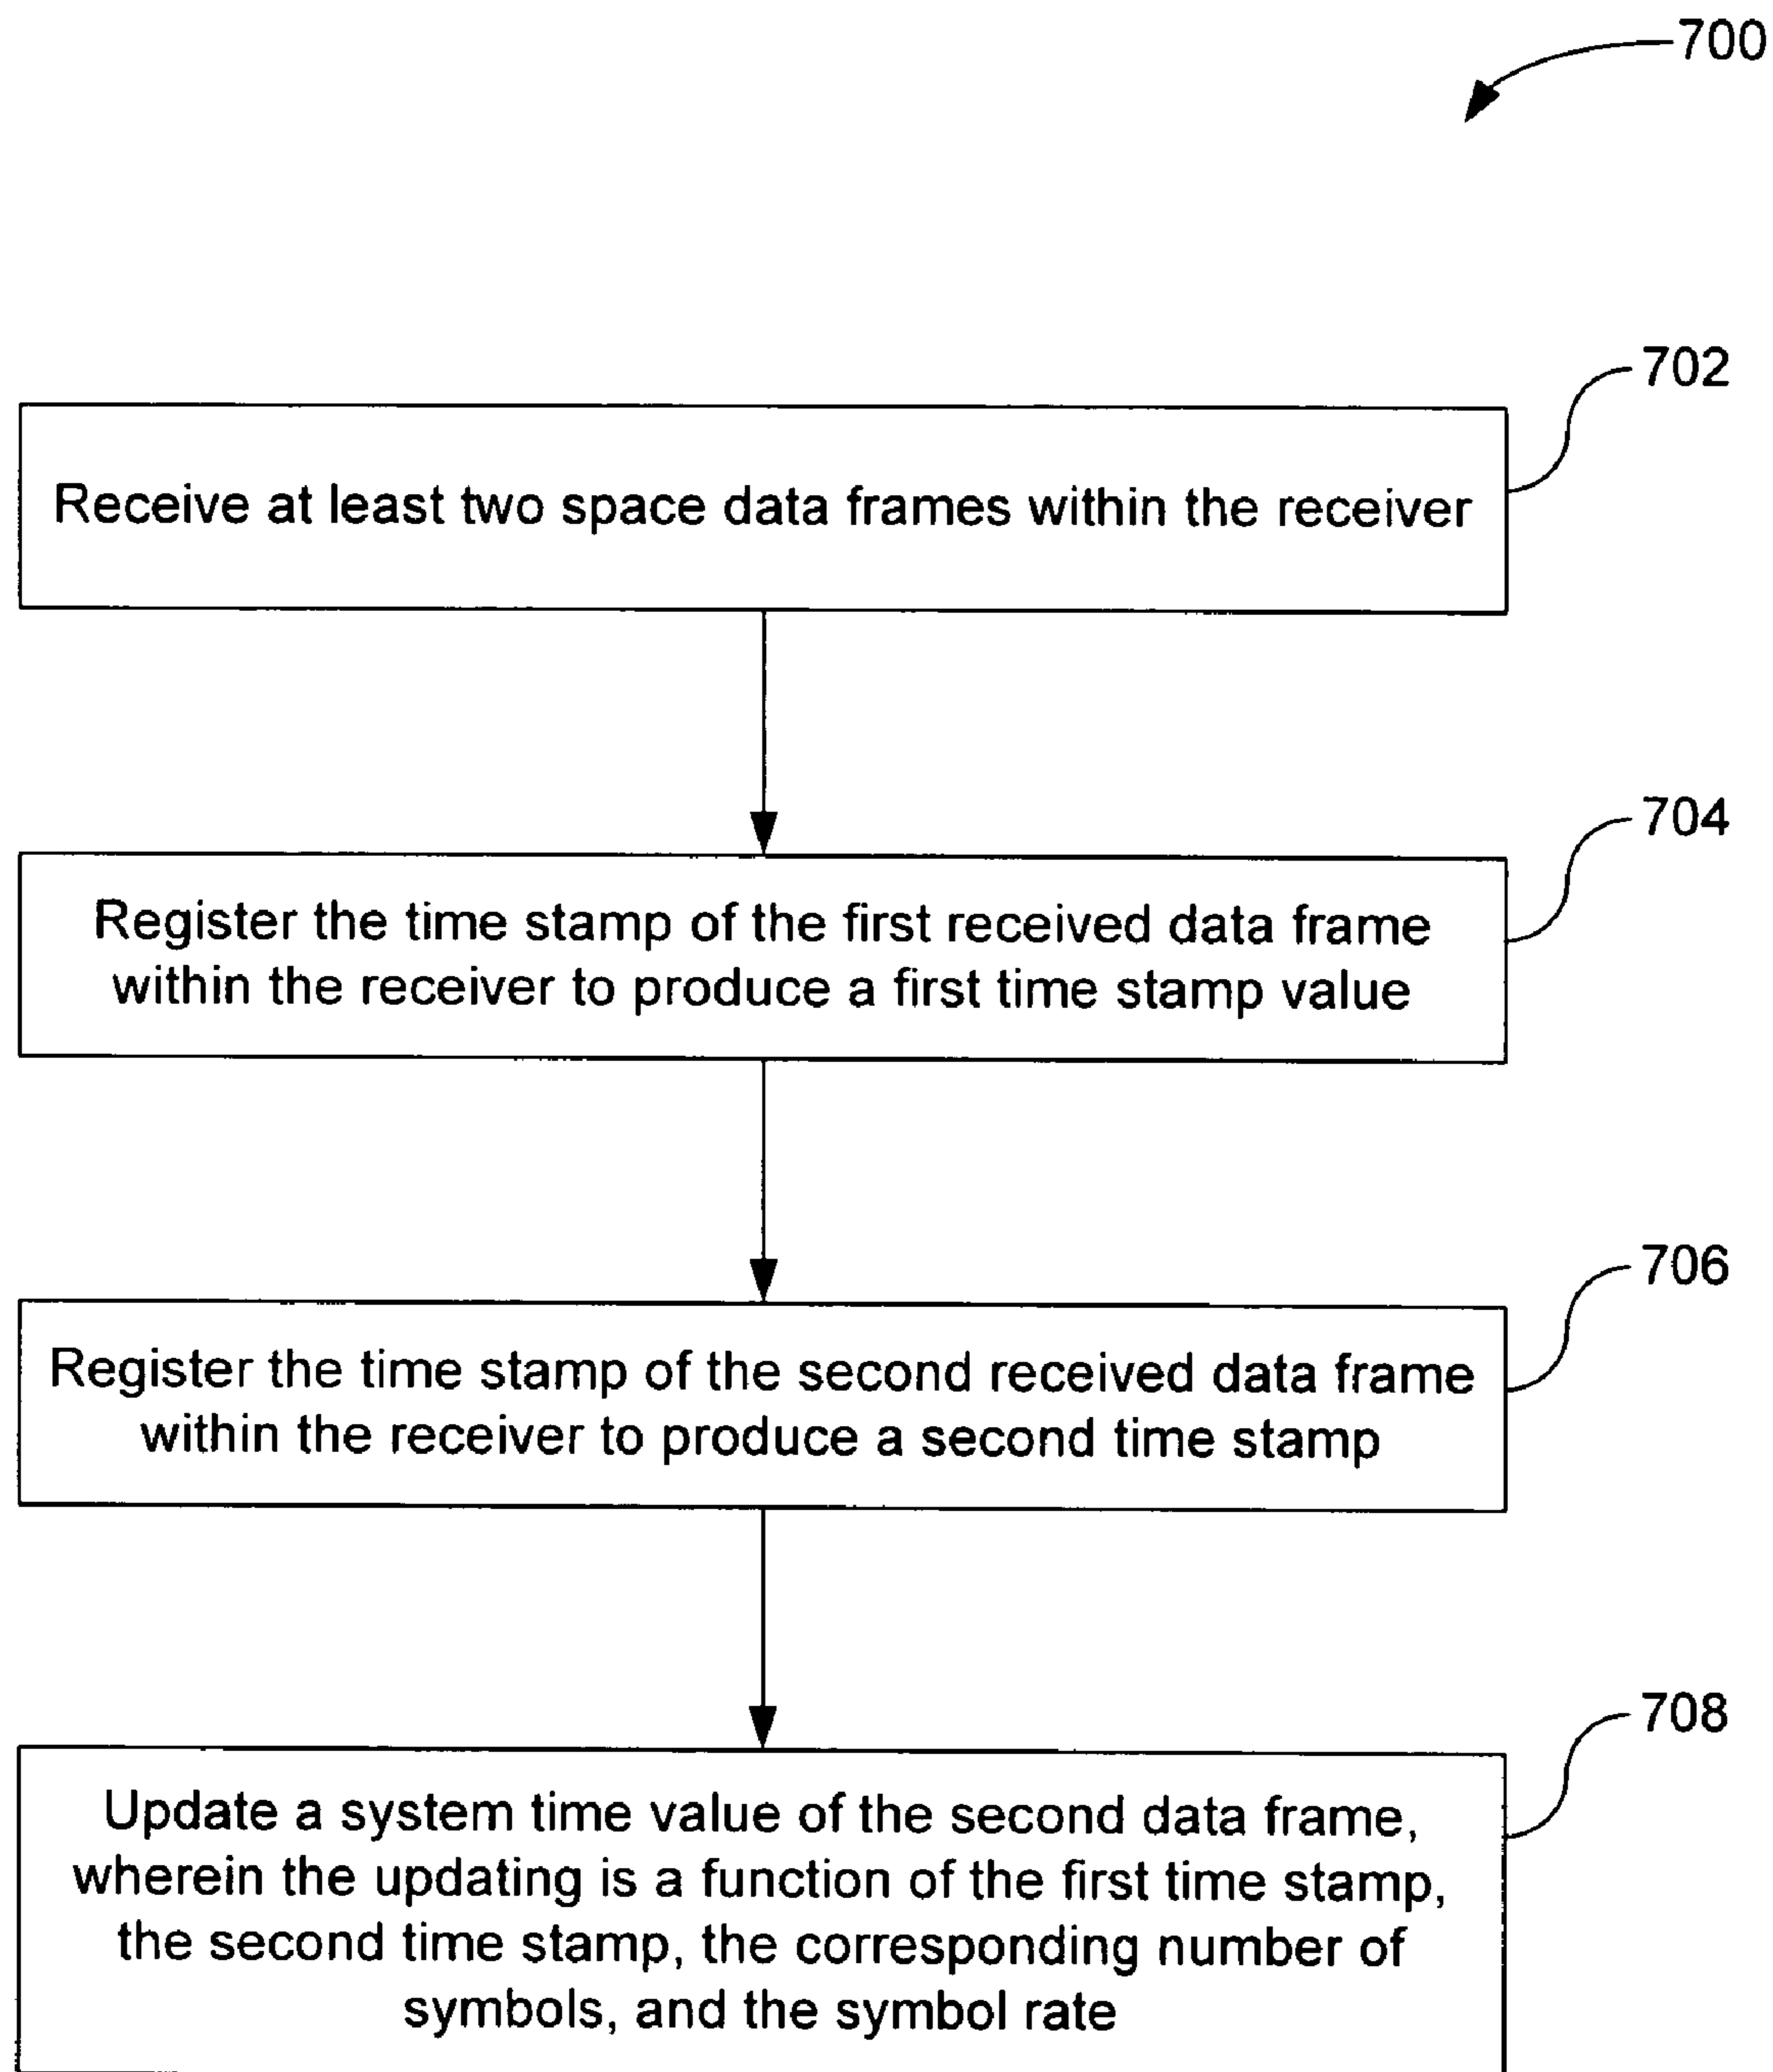 700
702
Receive at least two space data frames within the receiver
704
Register the time stamp of the first received data frame
within the receiver to produce a first time stamp value
706
Register the time stamp of the second received data frame
within the receiver to produce a second time stamp
708
Update a system time value of the second data frame,
wherein the updating is a function of the first time stamp,
the second time stamp, the corresponding number of
symbols, and the symbol rate